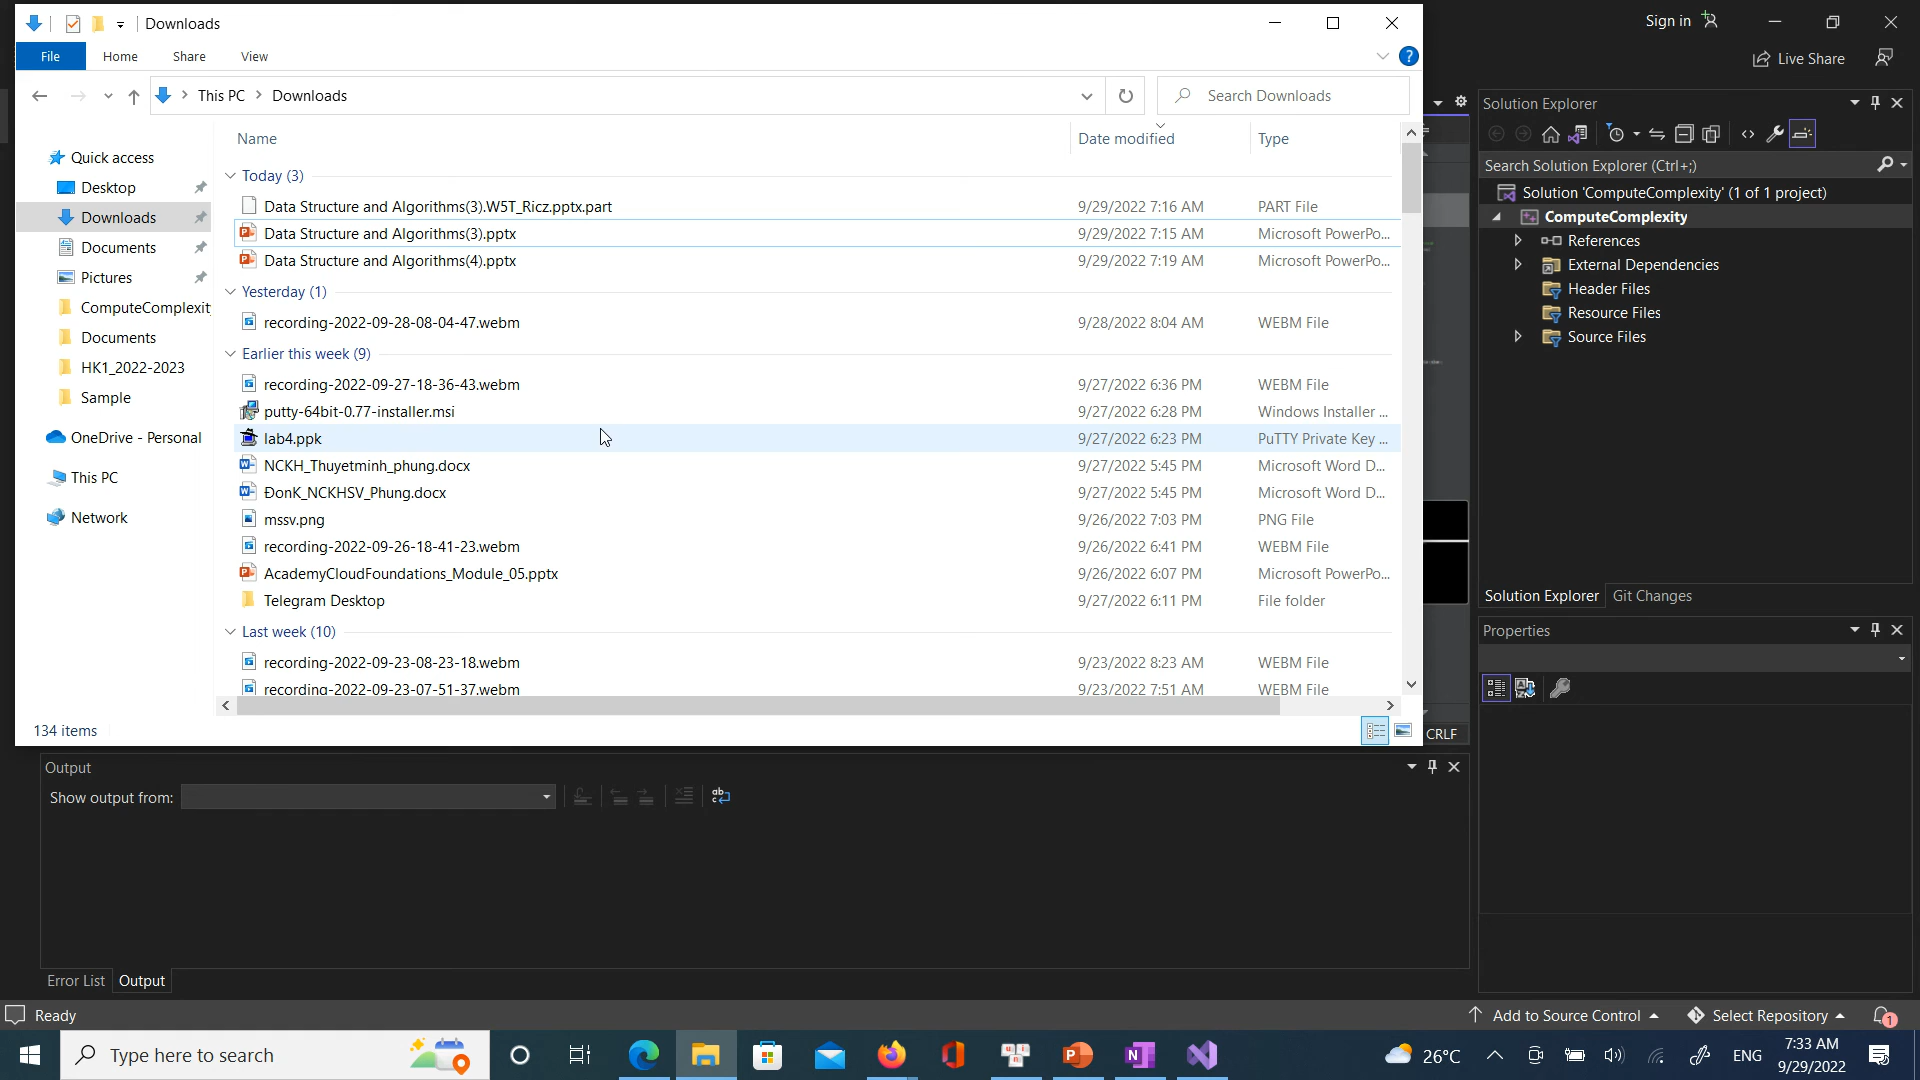 Downloads
Sign in
File Home Share View
Live Share
This PC > Downloads
Search Downloads
Solution Explorer
Name Date modified Type
Search Solution Explorer (Ctrl+;)
Quick access
Desktop
Downloads
Documents
Pictures
Documents
HK1_2022-2023
Sample
OneDrive - Personal
This PC
Network
Today (3)
Data Structure and Algorithms(3).W5T_Ricz.pptx.part 9/29/2022 7:16 AM PART File
Data Structure and Algorithms(3).pptx 9/29/2022 7:15 AM Microsoft PowerPo...
Data Structure and Algorithms(4).pptx 9/29/2022 7:19 AM Microsoft PowerPo...
Yesterday (1)
recording-2022-09-28-08-04-47.webm 9/28/2022 8:04 AM WEBM File
Earlier this week (9)
recording-2022-09-27-18-36-43.webm 9/27/2022 6:36 PM WEBM File
putty-64bit-0.77-installer.msi 9/27/2022 6:28 PM Windows Installer ...
lab4.ppk 9/27/2022 6:23 PM PuTTY Private Key ...
NCKH_Thuyetminh_phung.docx 9/27/2022 5:45 PM Microsoft Word D...
ĐonK_NCKHSV_Phung.docx 9/27/2022 5:45 PM Microsoft Word D...
mssv.png 9/26/2022 7:03 PM PNG File
recording-2022-09-26-18-41-23.webm 9/26/2022 6:41 PM WEBM File
AcademyCloudFoundations_Module_05.pptx 9/26/2022 6:07 PM Microsoft PowerPo...
Telegram Desktop 9/27/2022 6:11 PM File folder
Last week (10)
recording-2022-09-23-08-23-18.webm 9/23/2022 8:23 AM WEBM File
recording-2022-09-23-07-51-37.webm 9/23/2022 7:51 AM WEBM File
134 items
Solution 'ComputeComplexity' (1 of 1 project)
ComputeComplexity
References
External Dependencies
Header Files
Resource Files
Source Files
Solution Explorer Git Changes
Properties
CRLF
Output
Show output from:
Error List Output
Ready
Add to Source Control Select Repository 1
Type here to search
26°C ENG 7:33 AM
9/29/2022